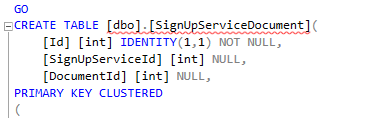 GO
CREATE TABLE [dbo].[SignUpServiceDocument](
[Id] [int] IDENTITY(1,1) NOT NULL,
[SignUpServiceId] [int] NULL,
[DocumentId] [int] NULL,
PRIMARY KEY CLUSTERED
(